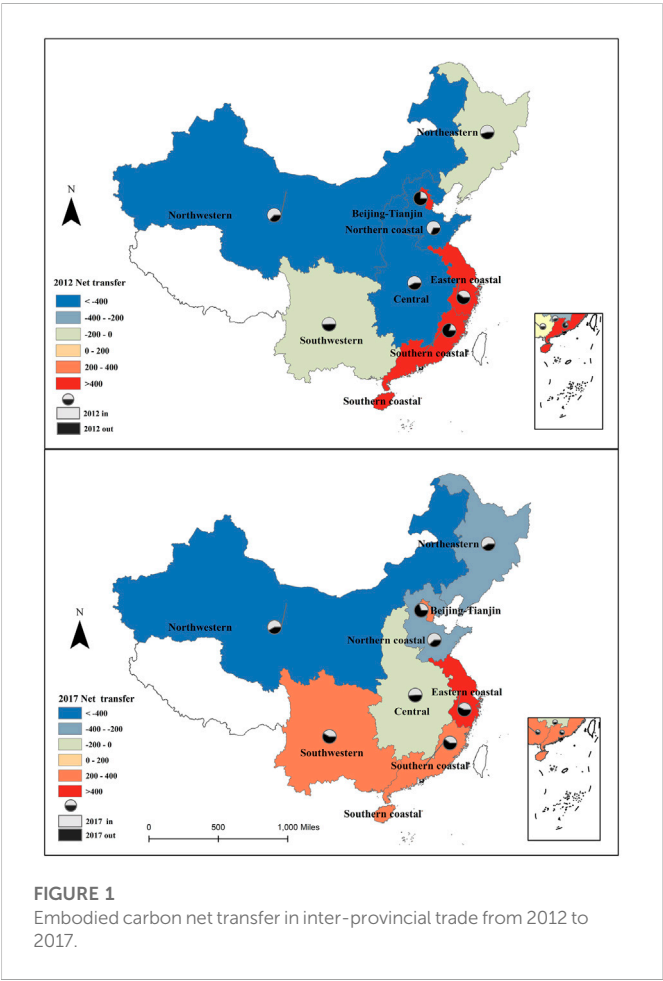 Northeastern
N
Northwestern
Beijing-Tianjin
Northern coastal
2012 Net transfer
Eastern coastal
< -400
Central
-400 - -200
-200 - 0
Southwestern
0 - 200
Southern coastal
200 - 400
>400
Southern coastal
2012 in
2012 out
Northeastern
N
Beijing-Tianjin
Northwestern
Northern coastal
2017 Net transfer
Eastern coastal
< -400
Central
-400 - -200
-200 - 0
Southwestern
0 - 200
Southern coastal
200 - 400
>400
Southern coastal
2017 in
2017 out
0 500 1,000 Miles
FIGURE 1
Embodied carbon net transfer in inter-provincial trade from 2012 to
2017.